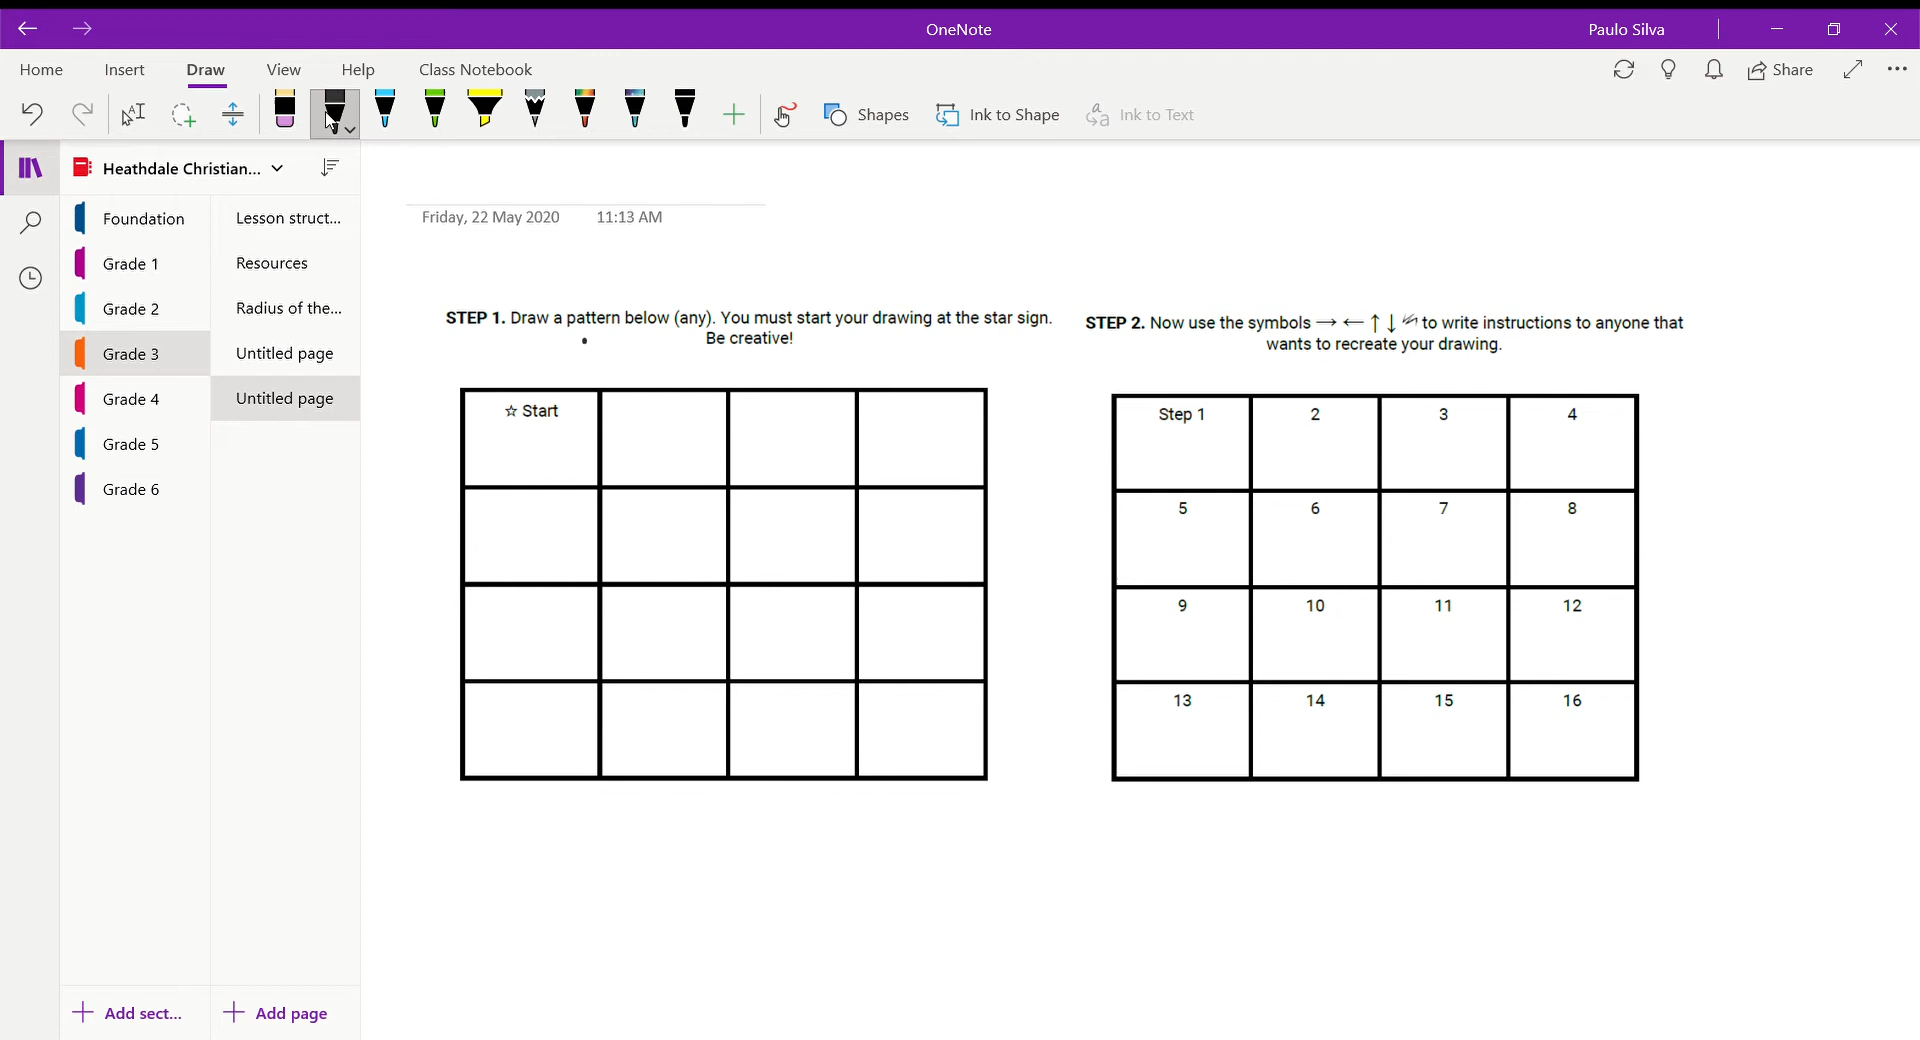 OneNote
Paulo Silva
Home Insert Draw View Help Class Notebook
Share
Shapes Ink to Shape Ink to Text
Heathdale Christian...
Foundation
Grade 1
Grade 2
Grade 3
Grade 4
Grade 5
Grade 6
Add sect...
Lesson struct...
Resources
Radius of the...
Untitled page
Untitled page
Add page
Friday, 22 May 2020 11:13 AM
STEP 1. Draw a pattern below (any). You must start your drawing at the star sign.
Be creative!
☆ Start
STEP 2. Now use the symbols → ← ↑ ↓ to write instructions to anyone that
wants to recreate your drawing.
Step 1 2 3 4
5 6 7 8
9 10 11 12
13 14 15 16